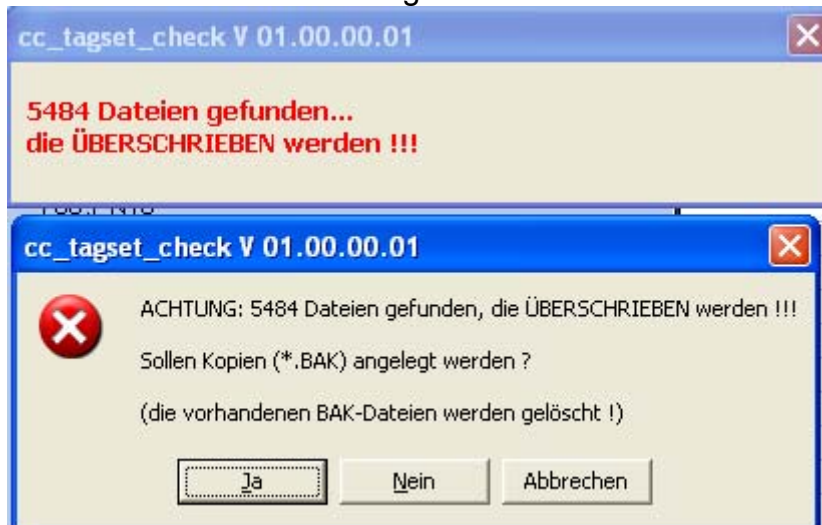 cc_tagset_check V 01.00.00.01
5484 Dateien gefunden...
die ÜBERSCHRIEBEN werden !!!
cc_tagset_check V 01.00.00.01
ACHTUNG: 5484 Dateien gefunden, die ÜBERSCHRIEBEN werden !!!
Sollen Kopien (*.BAK) angelegt werden ?
(die vorhandenen BAK-Dateien werden gelöscht !)
Ja Nein Abbrechen